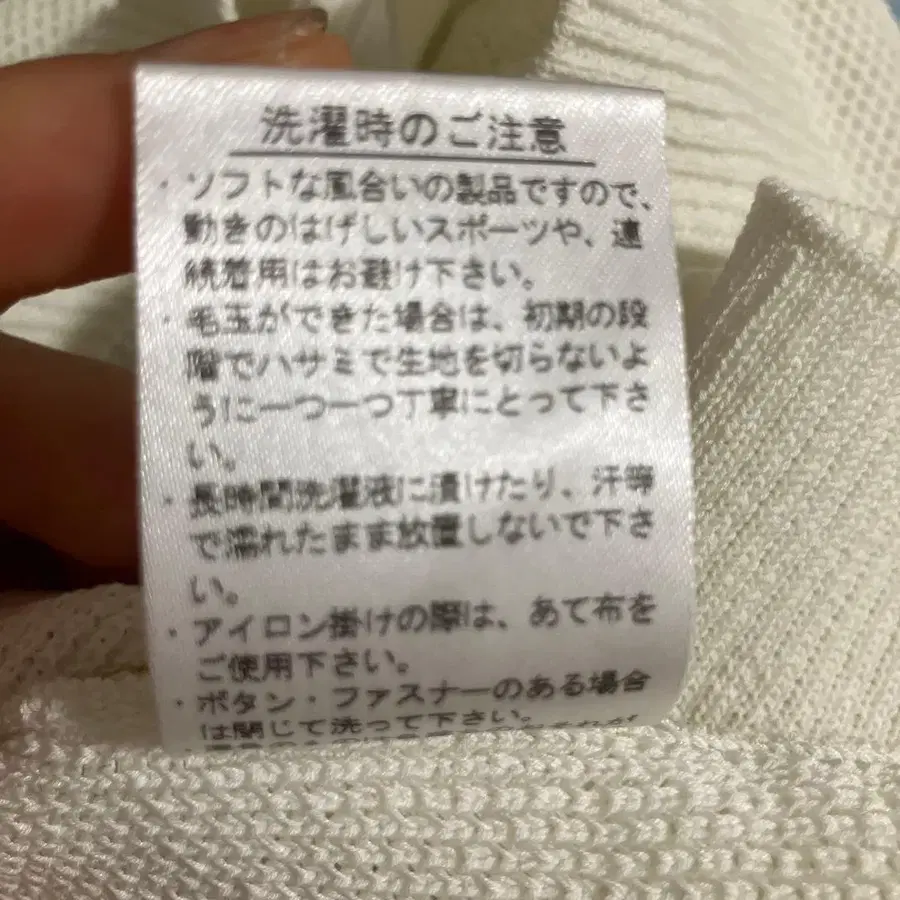 洗濯時のご注意
・ソフトな風合いの製品ですので、
動きのはげしいスポーツや、連
続着用はお避け下さい。
・毛玉ができた場合は、初期の段
階でハサミで生地を切らないよ
うに一つ一つ丁寧にとって下さ
い。
・長時間洗濯液に漬けたり、汗等
で濡れたまま放置しないで下さ
い。
・アイロン掛けの際は、あて布を
ご使用下さい。
・ボタン・ファスナーのある場合
は閉じて洗って下さい。